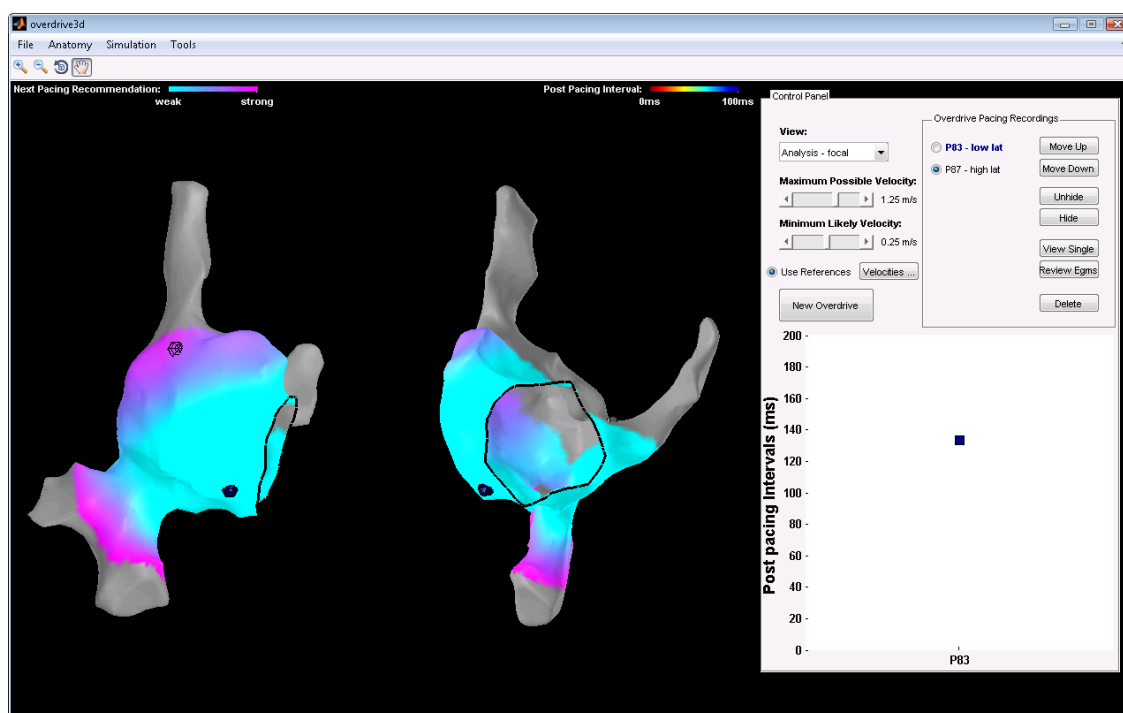 overdrive3d
File Anatomy Simulation Tools
Next Pacing Recommendation:
weak strong
Post Pacing Interval:
0ms 100ms
Control Panel
View:
Analysis - focal
Maximum Possible Velocity:
1.25 m/s
Minimum Likely Velocity:
0.25 m/s
Use References Velocities ...
New Overdrive
Overdrive Pacing Recordings
P83 - low lat
P87 - high lat
Move Up
Move Down
Unhide
Hide
View Single
Review Egms
Delete
Post pacing Intervals (ms)
200
180
160
140
120
100
80
60
40
20
0
P83